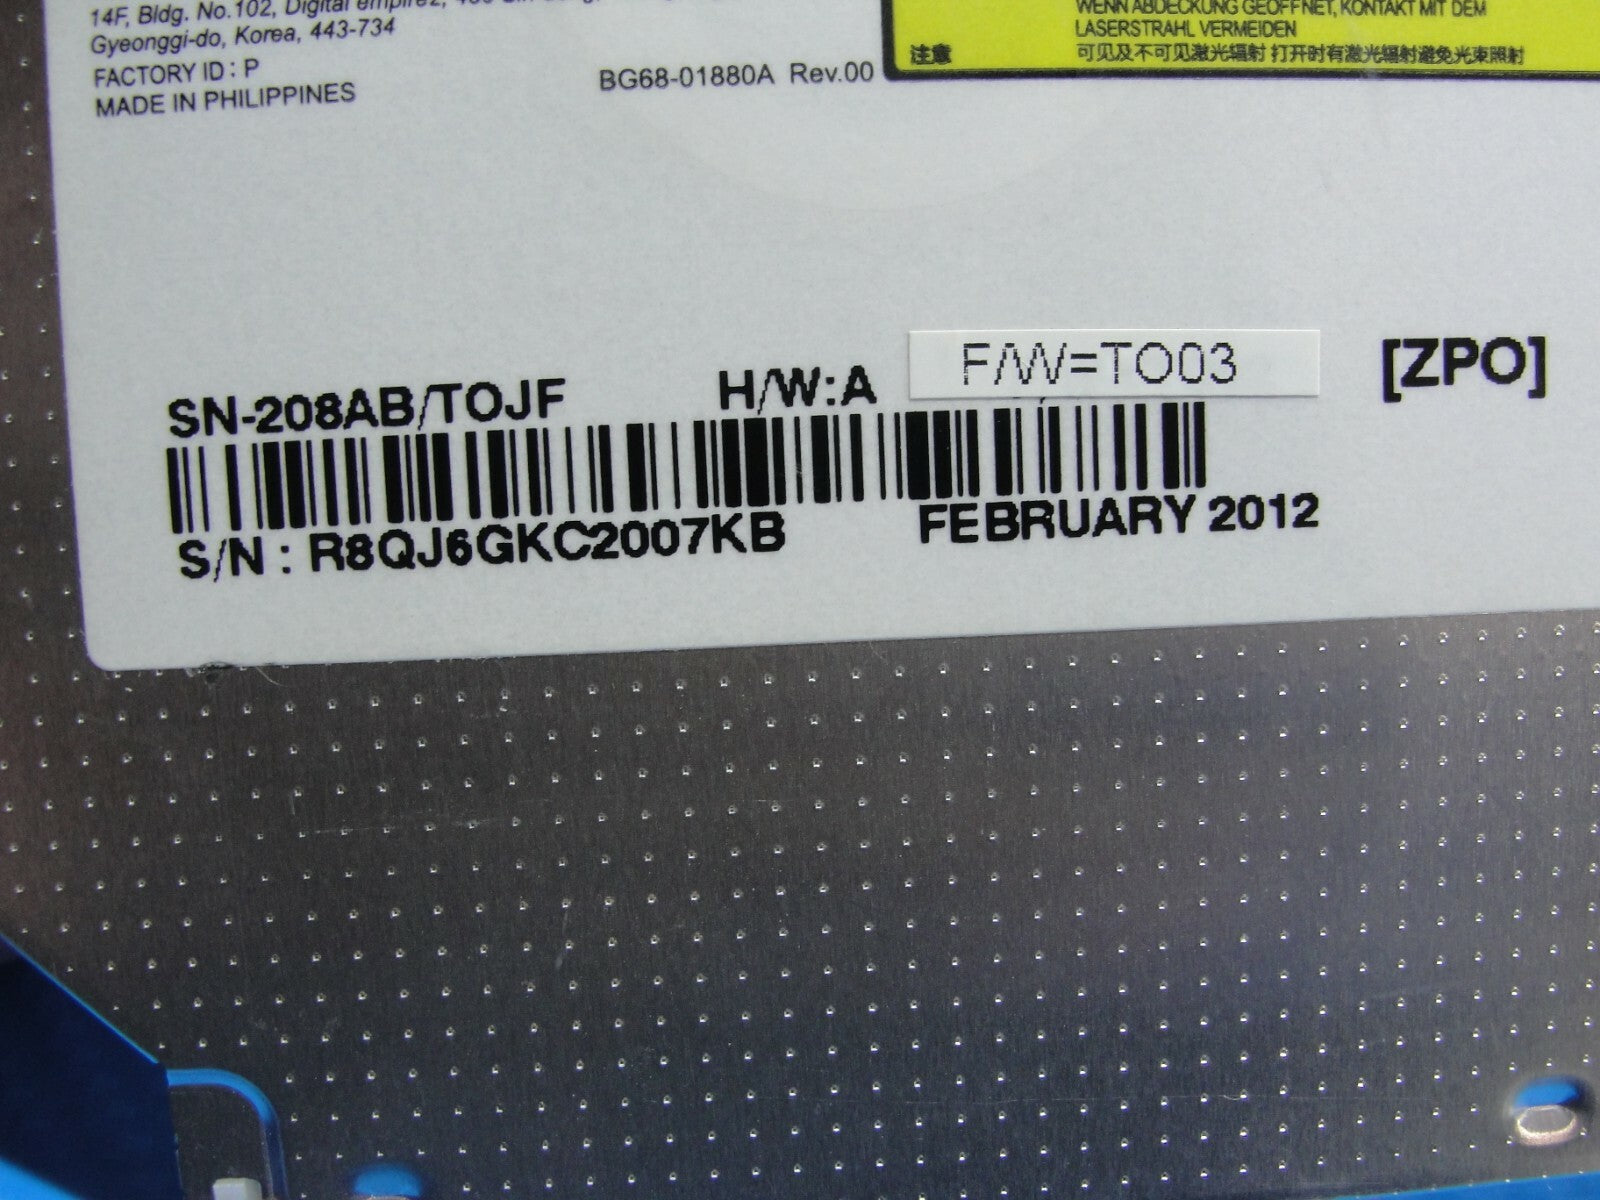 14F, Bldg. No.102, Digital empire2,
Gyeonggi-do, Korea, 443-734
FACTORY ID : P
MADE IN PHILIPPINES
BG68-01880A Rev.00
WENN ABDECKUNG GEÖFFNET, KONTAKT MIT DEM
LASERSTRAHL VERMEIDEN
注意 可见及不可见激光辐射 打开时有激光辐射避免光束照射
SN-208AB/TOJF H/W:A F/W=TO03 [ZPO]
S/N : R8QJ6GKC2007KB FEBRUARY 2012